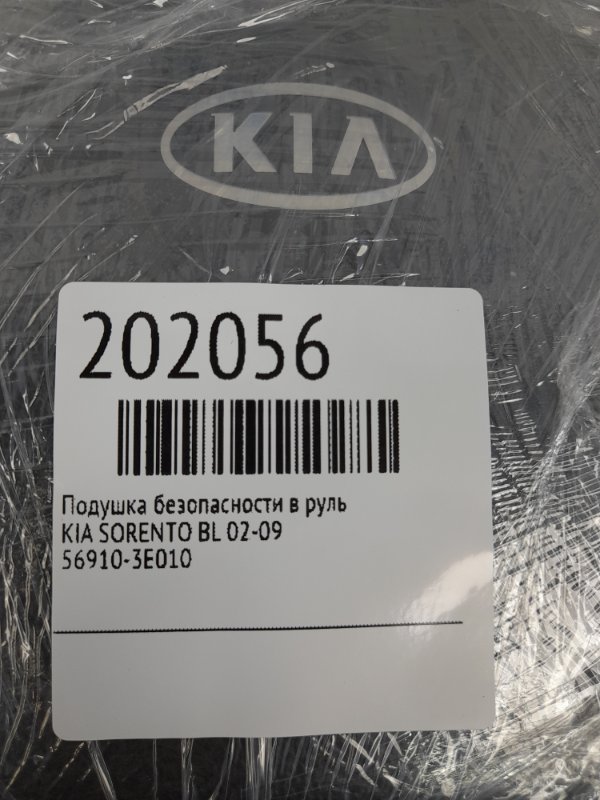 KIA
202056
Подушка безопасности в руль
KIA SORENTO BL 02-09
56910-3E010